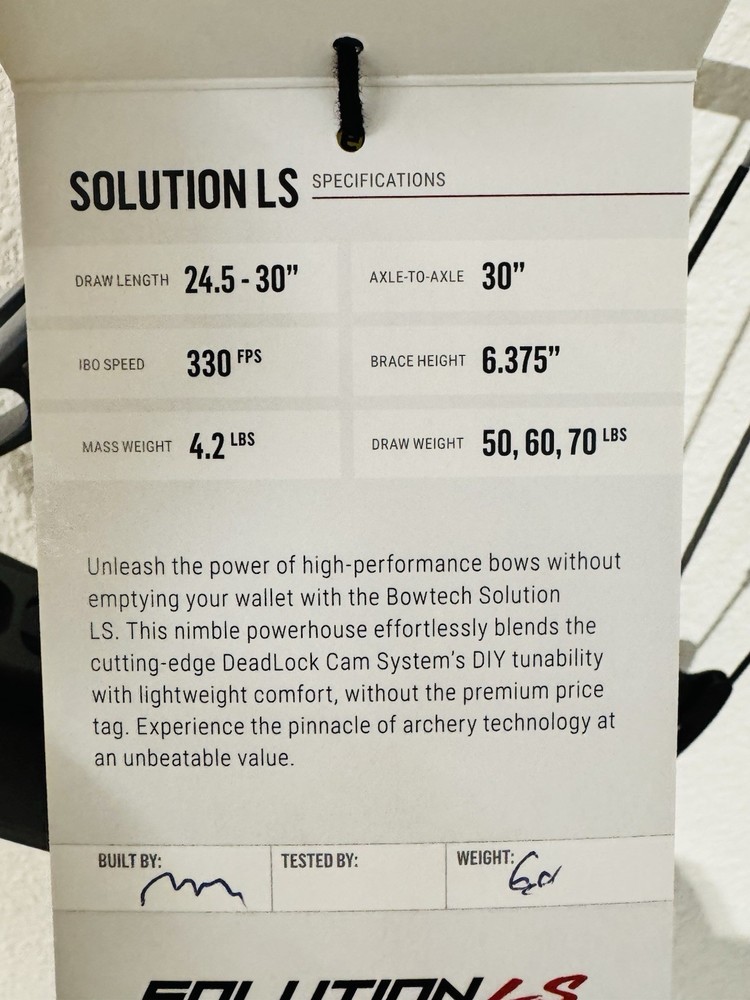 SOLUTION LS SPECIFICATIONS
DRAW LENGTH 24.5 - 30” AXLE-TO-AXLE 30”
IBO SPEED 330 FPS BRACE HEIGHT 6.375”
MASS WEIGHT 4.2 LBS DRAW WEIGHT 50, 60, 70 LBS
Unleash the power of high-performance bows without
emptying your wallet with the Bowtech Solution
LS. This nimble powerhouse effortlessly blends the
cutting-edge DeadLock Cam System’s DIY tunability
with lightweight comfort, without the premium price
tag. Experience the pinnacle of archery technology at
an unbeatable value.
BUILT BY: TESTED BY: WEIGHT: 60
SOLUTION LS